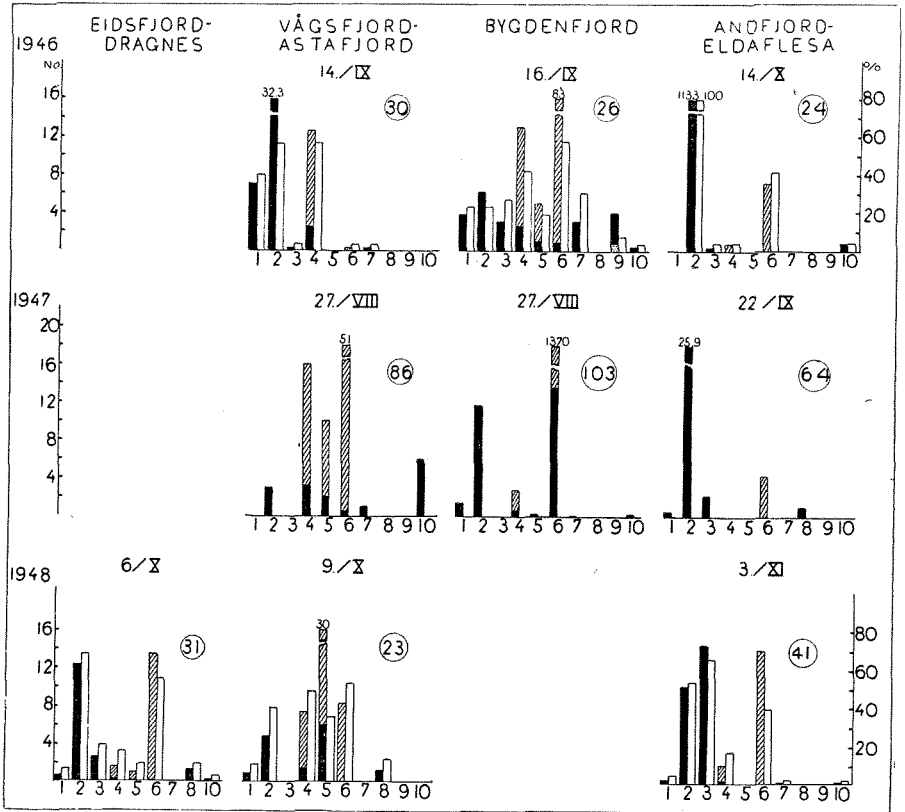 EIDSFJORD-DRAGNES VÅGSFJORD-ASTAFJORD BYGDENFJORD ANDFJORD-ELDAFLESA
1946
No. 14./IX 16./IX 14./X %
32.3 83 1133 100
30 26 24
16 80
12 60
8 40
4 20
1 2 3 4 5 6 7 8 9 10 1 2 3 4 5 6 7 8 9 10 1 2 3 4 5 6 7 8 9 10
1947
27./VIII 27./VIII 22./IX
20
51 1370 25.9
86 103 64
16
12
8
4
1 2 3 4 5 6 7 8 9 10 1 2 3 4 5 6 7 8 9 10 1 2 3 4 5 6 7 8 9 10
1948
6/X 9./X 3./XI
30
31 23 41
16 80
12 60
8 40
4 20
1 2 3 4 5 6 7 8 9 10 1 2 3 4 5 6 7 8 9 10 1 2 3 4 5 6 7 8 9 10